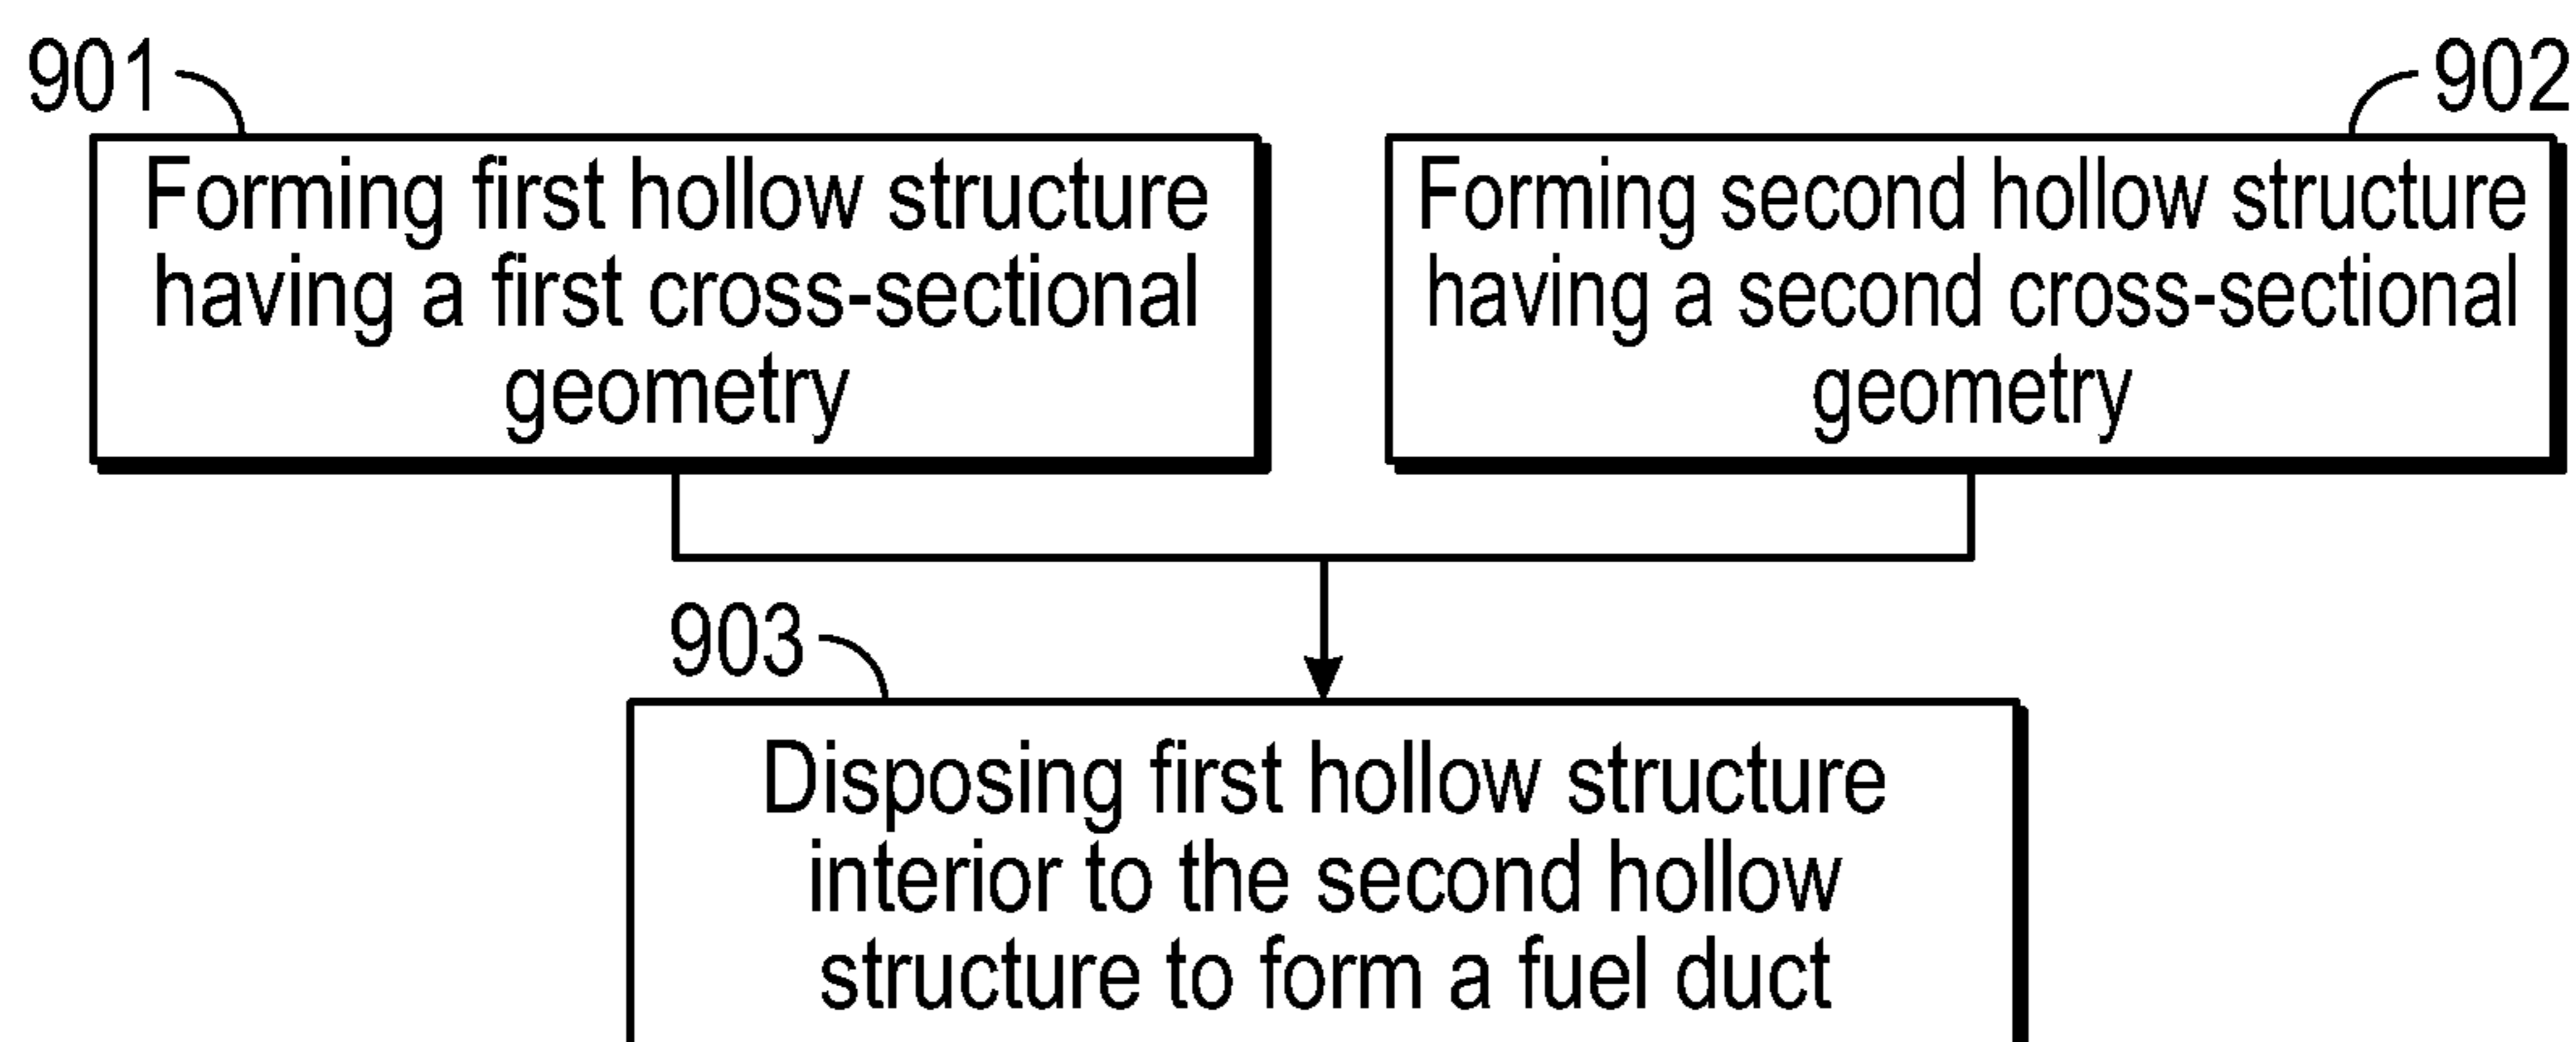 901
902
Forming first hollow structure
having a first cross-sectional
geometry
Forming second hollow structure
having a second cross-sectional
geometry
903
Disposing first hollow structure
interior to the second hollow
structure to form a fuel duct